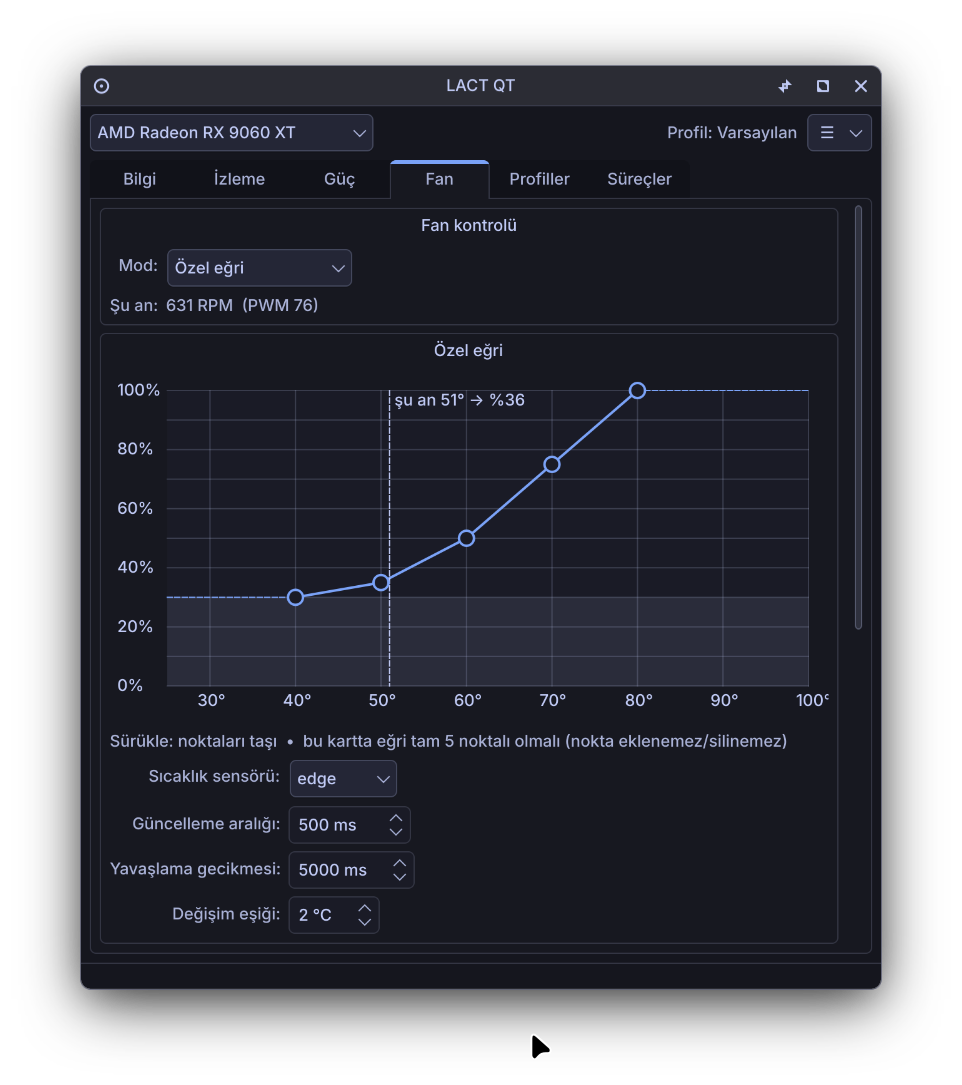 LACT QT
AMD Radeon RX 9060 XT
Profil: Varsayılan
Bilgi İzleme Güç Fan Profiller Süreçler
Fan kontrolü
Mod: Özel eğri
Şu an: 631 RPM (PWM 76)
Özel eğri
100%
şu an 51° → %36
80%
60%
40%
20%
0%
30° 40° 50° 60° 70° 80° 90° 100°
Sürükle: noktaları taşı • bu kartta eğri tam 5 noktalı olmalı (nokta eklenemez/silinemez)
Sıcaklık sensörü: edge
Güncelleme aralığı: 500 ms
Yavaşlama gecikmesi: 5000 ms
Değişim eşiği: 2 °C